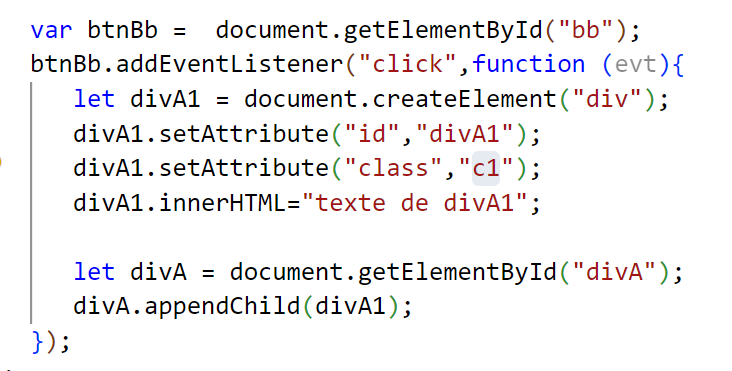 var btnBb =  document.getElementById("bb");
btnBb.addEventListener("click",function (evt){
   let divA1 = document.createElement("div");
   divA1.setAttribute("id","divA1");
   divA1.setAttribute("class","c1");
   divA1.innerHTML="texte de divA1";

   let divA = document.getElementById("divA");
   divA.appendChild(divA1);
});